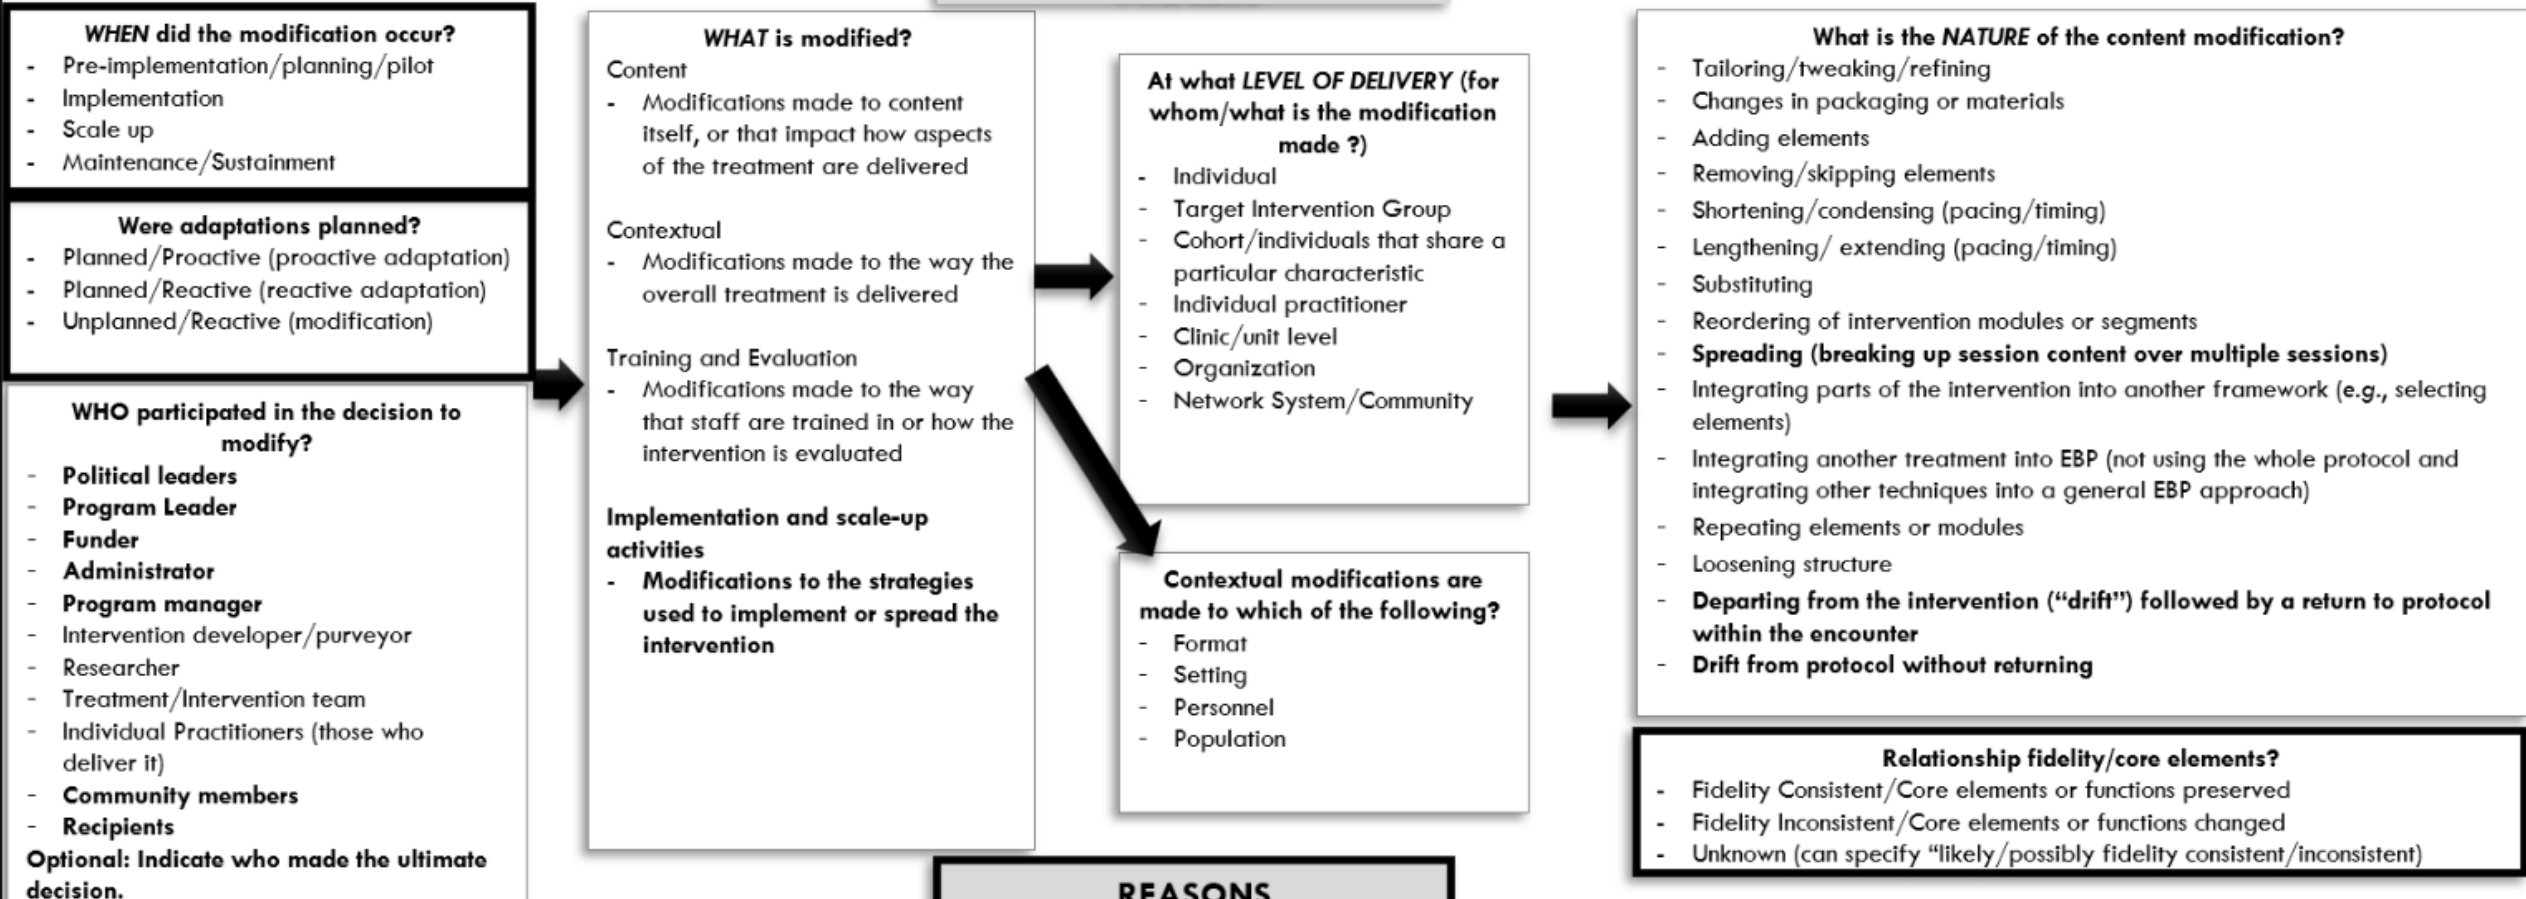 WHEN did the modification occur?
- Pre-implementation/planning/pilot
- Implementation
- Scale up
- Maintenance/Sustainment
Were adaptations planned?
- Planned/Proactive (proactive adaptation)
- Planned/Reactive (reactive adaptation)
- Unplanned/Reactive (modification)
WHO participated in the decision to
modify?
- Political leaders
- Program Leader
- Funder
- Administrator
- Program manager
- Intervention developer/purveyor
- Researcher
- Treatment/Intervention team
- Individual Practitioners (those who
deliver it)
- Community members
- Recipients
Optional: Indicate who made the ultimate
decision.
WHAT is modified?
Content
- Modifications made to content
itself, or that impact how aspects
of the treatment are delivered
Contextual
- Modifications made to the way the
overall treatment is delivered
Training and Evaluation
- Modifications made to the way
that staff are trained in or how the
intervention is evaluated
Implementation and scale-up
activities
- Modifications to the strategies
used to implement or spread the
intervention
At what LEVEL OF DELIVERY (for
whom/what is the modification
made ?)
- Individual
- Target Intervention Group
- Cohort/individuals that share a
particular characteristic
- Individual practitioner
- Clinic/unit level
- Organization
- Network System/Community
Contextual modifications are
made to which of the following?
- Format
- Setting
- Personnel
- Population
What is the NATURE of the content modification?
- Tailoring/tweaking/refining
- Changes in packaging or materials
- Adding elements
- Removing/skipping elements
- Shortening/condensing (pacing/timing)
- Lengthening/ extending (pacing/timing)
- Substituting
- Reordering of intervention modules or segments
- Spreading (breaking up session content over multiple sessions)
- Integrating parts of the intervention into another framework (e.g., selecting
elements)
- Integrating another treatment into EBP (not using the whole protocol and
integrating other techniques into a general EBP approach)
- Repeating elements or modules
- Loosening structure
- Departing from the intervention (“drift”) followed by a return to protocol
within the encounter
- Drift from protocol without returning
Relationship fidelity/core elements?
- Fidelity Consistent/Core elements or functions preserved
- Fidelity Inconsistent/Core elements or functions changed
- Unknown (can specify “likely/possibly fidelity consistent/inconsistent)
REASONS